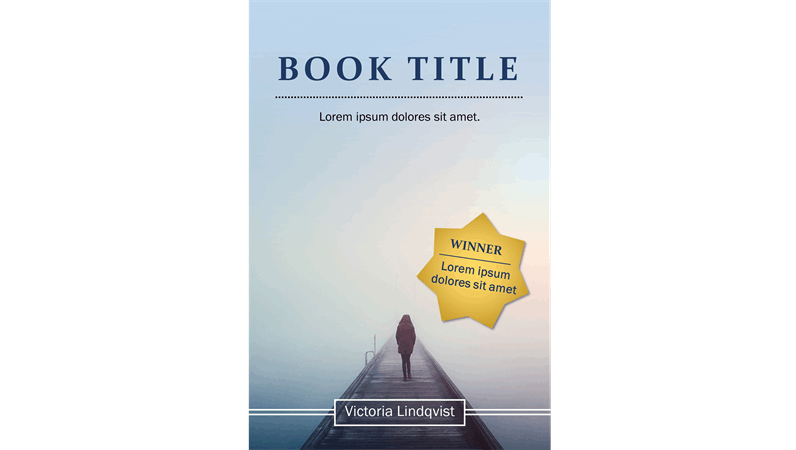 BOOK TITLE
Lorem ipsum dolores sit amet.
WINNER
Lorem ipsum
dolores sit amet
Victoria Lindqvist